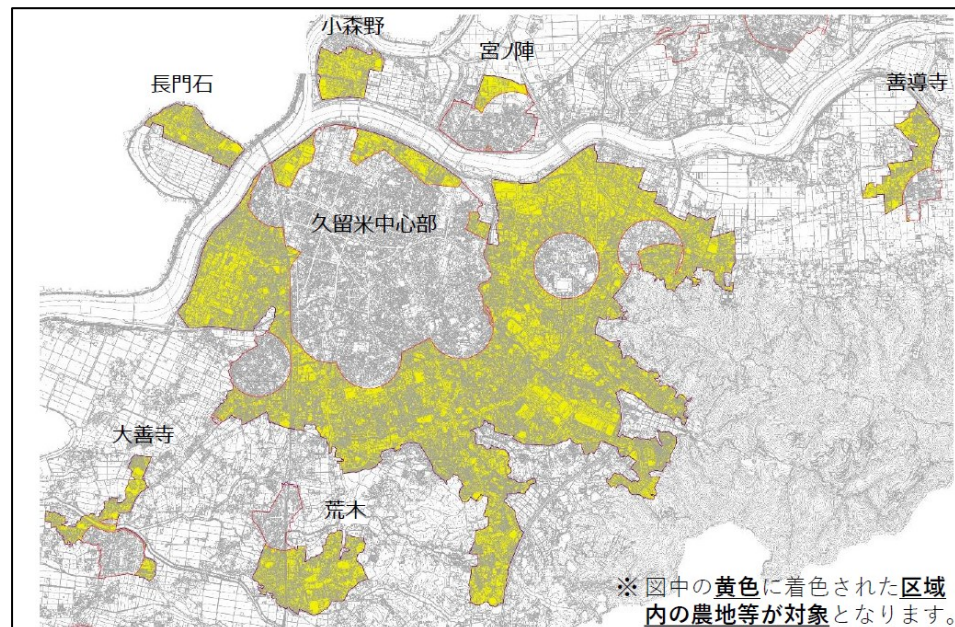 小森野
宮ノ陣
長門石
善導寺
久留米中心部
大善寺
荒木
※ 図中の黄色に着色された区域
内の農地等が対象となります。